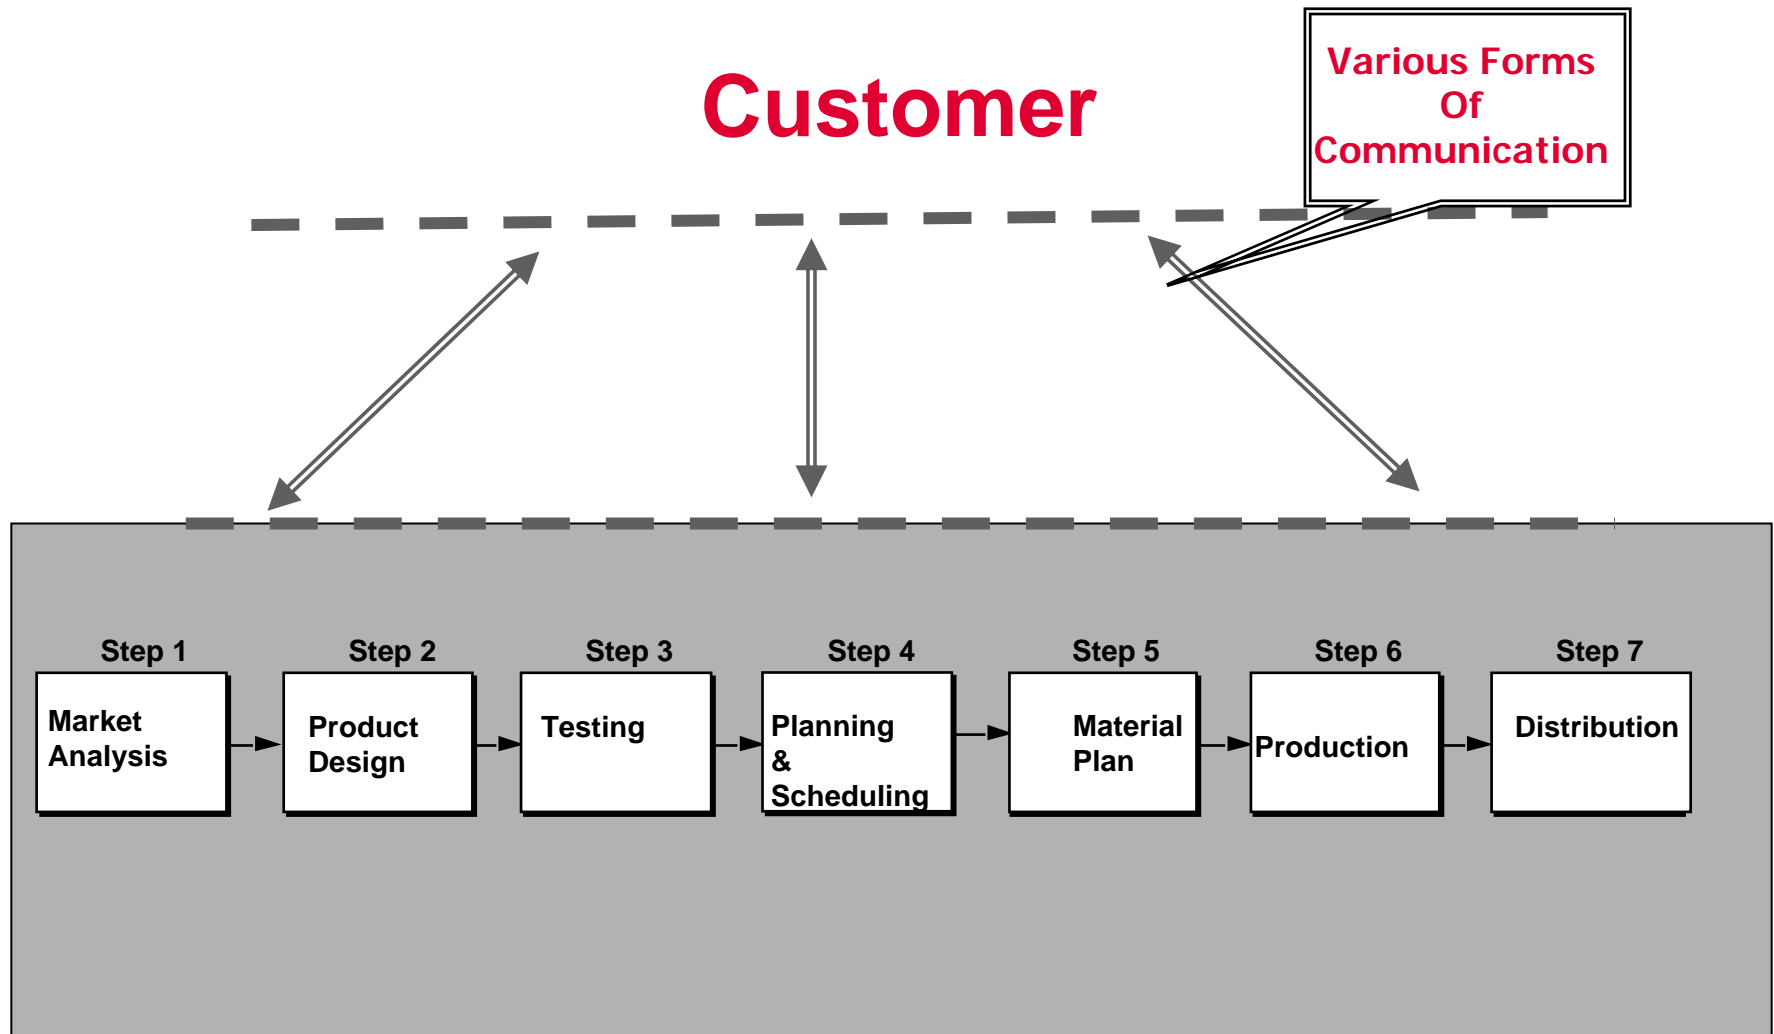 Customer
Various Forms
Of
Communication
Step 1
Step 2
Step 3
Step 4
Step 5
Step 6
Step 7
Market
Analysis
Product
Design
Testing
Planning
&
Scheduling
Material
Plan
Production
Distribution